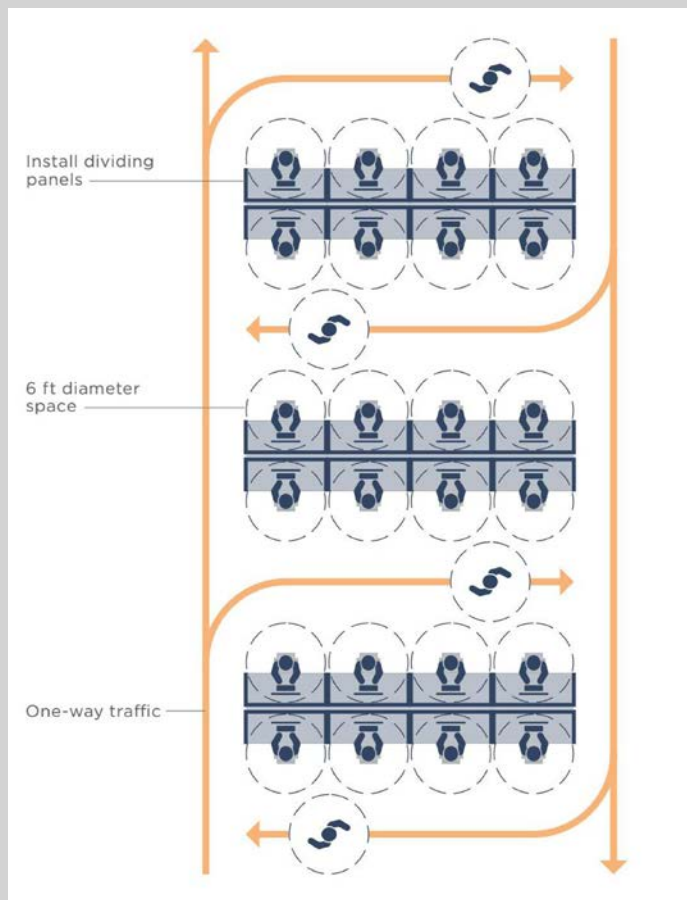 Install dividing
panels
6 ft diameter
space
One-way traffic